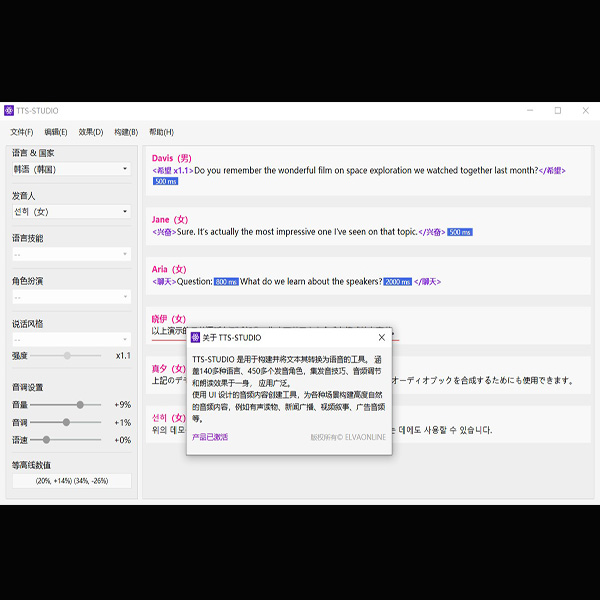 TTS-STUDIO
文件(F) 编辑(E) 效果(D) 构建(B) 帮助(H)
语言 & 国家
韩语（韩国）
发音人
선히（女）
语言技能
--
角色扮演
--
说话风格
--
强度 x1.1
音调设置
音量 +9%
音调 +1%
语速 +0%
等高线数值
(20%, +14%) (34%, -26%)
Davis（男）
<希望 x1.1>Do you remember the wonderful film on space exploration we watched together last month?</希望>
500 ms
Jane（女）
<兴奋>Sure. It's actually the most impressive one I've seen on that topic.</兴奋> 500 ms
Aria（女）
<聊天>Question: 800 ms What do we learn about the speakers? 2000 ms </聊天>
晓伊（女）
以上演示的
真夕（女）
上記のデ
オーディオブックを合成するためにも使用できます。
선히（女）
위의 데모
데에도 사용할 수 있습니다.
关于 TTS-STUDIO
TTS-STUDIO 是用于构建并将文本其转换为语音的工具。 涵
盖140多种语言、450多个发音角色，集发音技巧、音频调节
和朗读效果于一身， 应用广泛。
使用 UI 设计的音频内容创建工具，为各种场景构建高度自然
的音频内容，例如有声读物、新闻广播、视频叙事、广告音频
等。
产品已激活 版权所有© ELVAONLINE